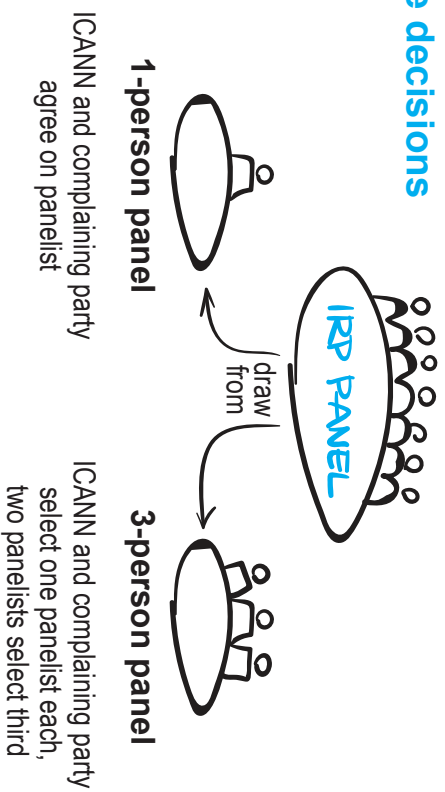 e decisions
IRP PANEL
draw
from
1-person panel
ICANN and complaining party
agree on panelist
3-person panel
ICANN and complaining party
select one panelist each,
two panelists select third